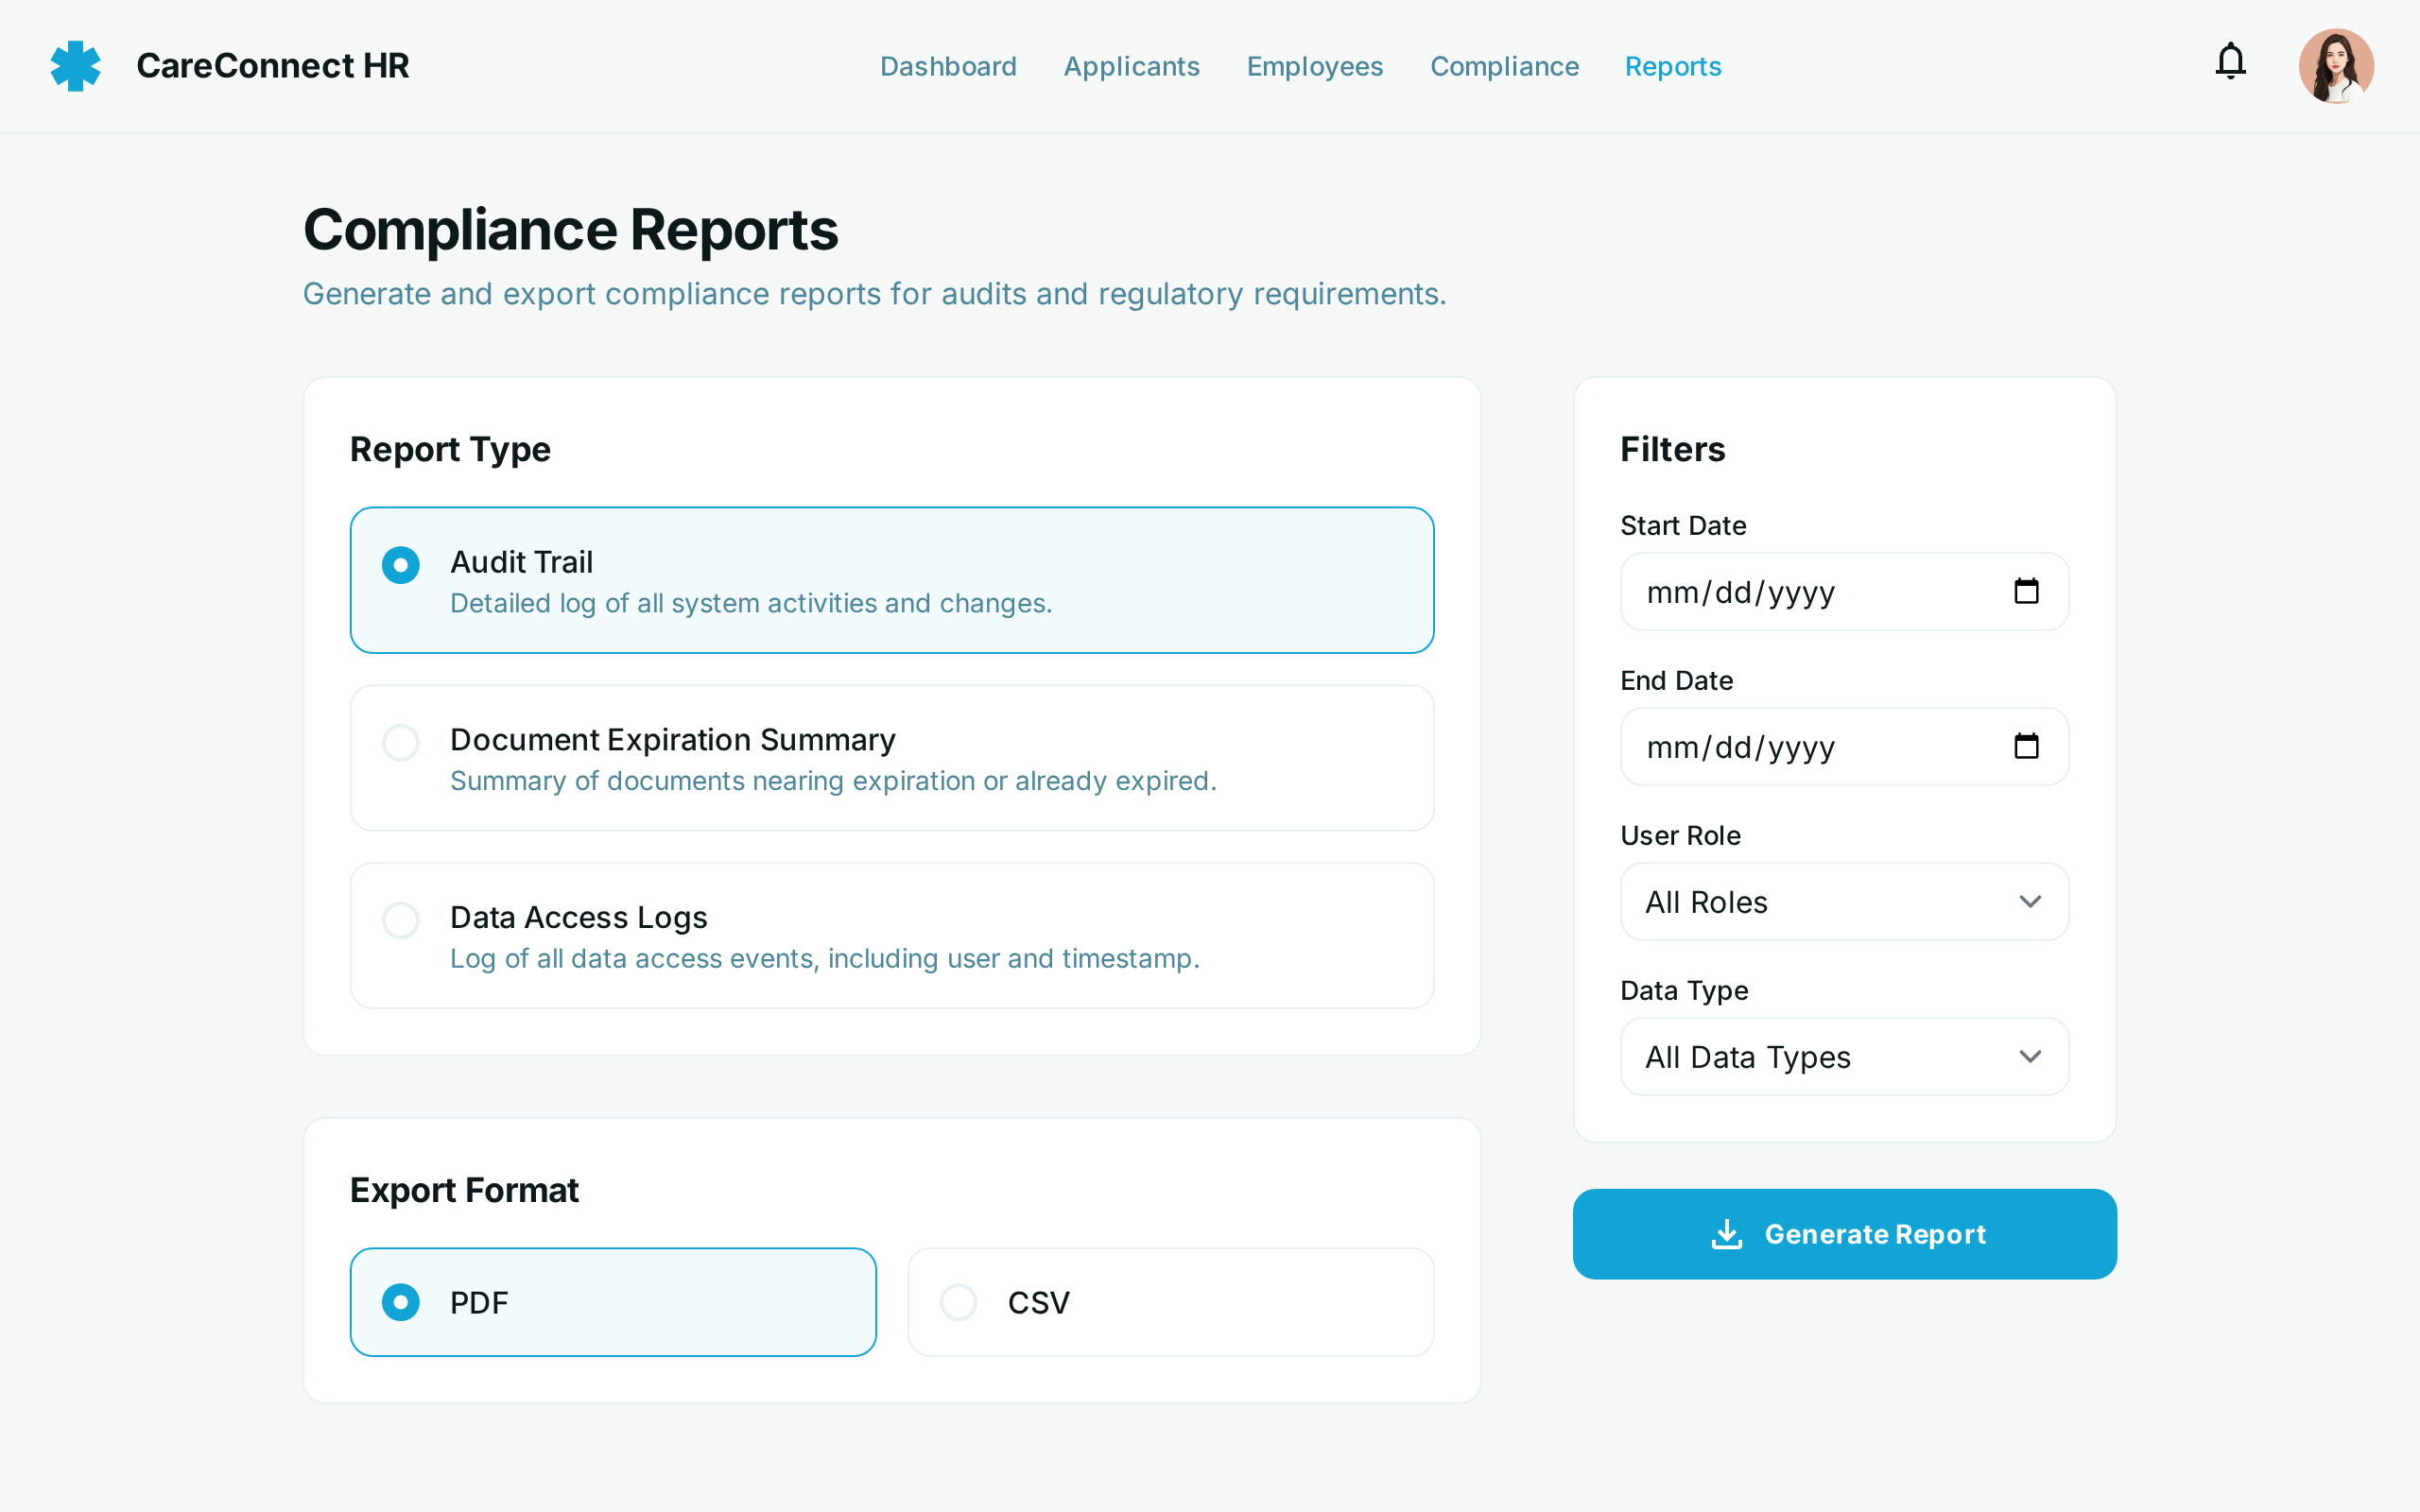 CareConnect HR
Dashboard
Applicants
Employees
Compliance
Reports
Compliance Reports
Generate and export compliance reports for audits and regulatory requirements.
Report Type
Audit Trail
Detailed log of all system activities and changes.
Document Expiration Summary
Summary of documents nearing expiration or already expired.
Data Access Logs
Log of all data access events, including user and timestamp.
Export Format
PDF
CSV
Filters
Start Date
mm/dd/yyyy
End Date
mm/dd/yyyy
User Role
All Roles
Data Type
All Data Types
Generate Report